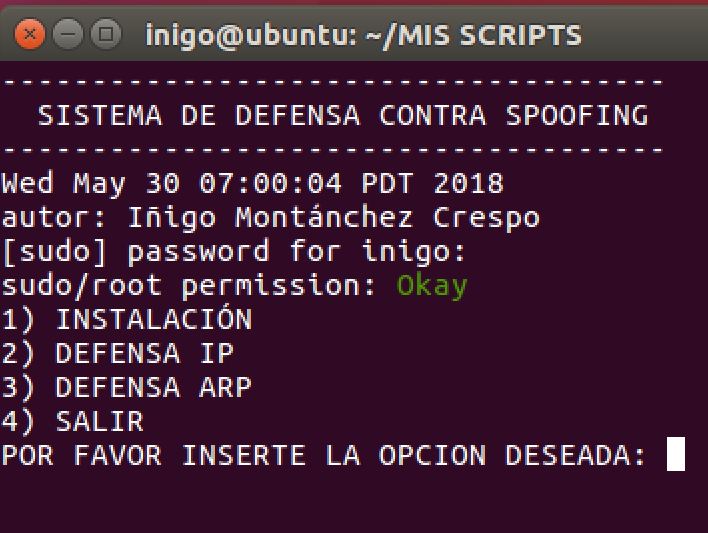 inigo@ubuntu: ~/MIS SCRIPTS
-------------------------------------
SISTEMA DE DEFENSA CONTRA SPOOFING
-------------------------------------
Wed May 30 07:00:04 PDT 2018
autor: Iñigo Montánchez Crespo
[sudo] password for inigo:
sudo/root permission: Okay
1) INSTALACIÓN
2) DEFENSA IP
3) DEFENSA ARP
4) SALIR
POR FAVOR INSERTE LA OPCION DESEADA: